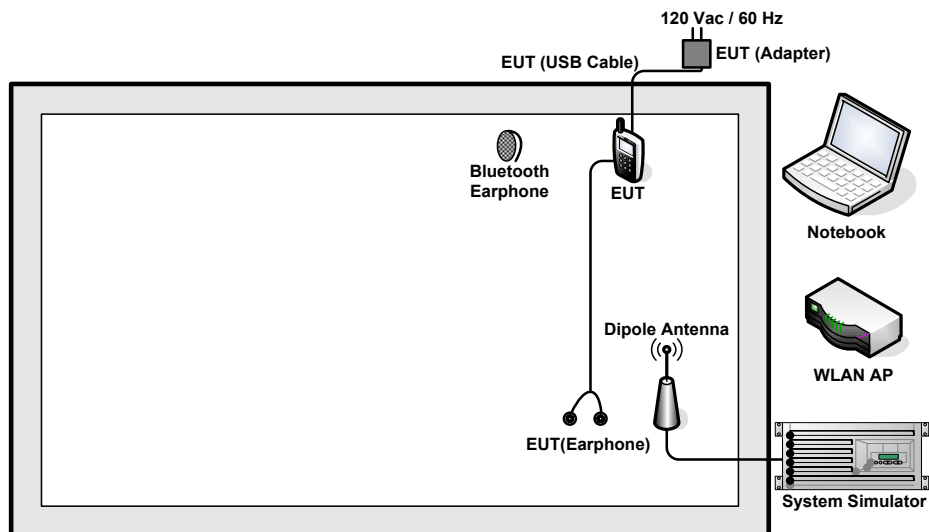 120 Vac / 60 Hz
EUT (Adapter)
EUT (USB Cable)
Bluetooth
Earphone
EUT
Notebook
Dipole Antenna
WLAN AP
EUT(Earphone)
System Simulator